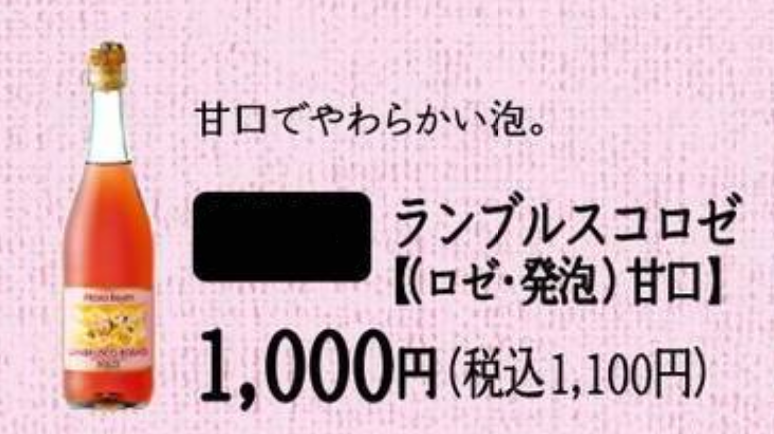 甘口でやわらかい泡。
ランブルスコロゼ
【(ロゼ・発泡)甘口】
1,000円(税込1,100円)